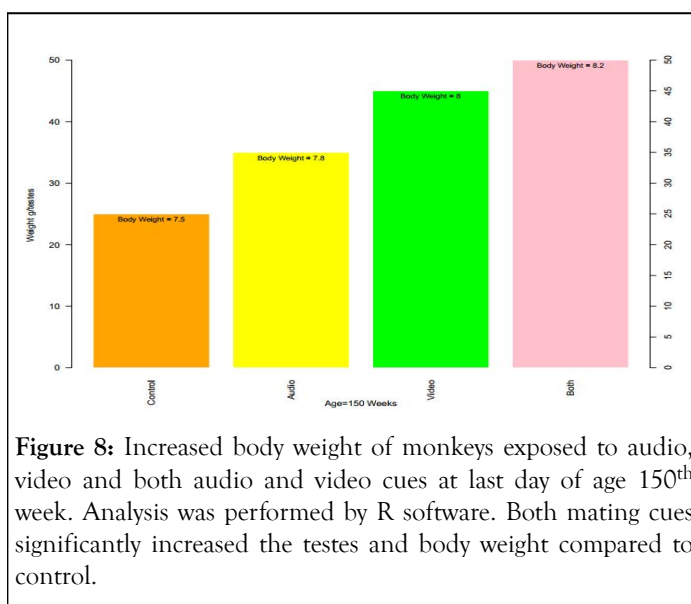 50
Body Weight = 8.2
50
Body Weight = 8
45
40
40
Body Weight = 7.8
35
30
30
Weight g/testes
Body Weight = 7.5
25
20
20
15
10
10
5
0
0
Control
Audio
Video
Both
Age=150 Weeks
Figure 8: Increased body weight of monkeys exposed to audio,
video and both audio and video cues at last day of age 150th
week. Analysis was performed by R software. Both mating cues
significantly increased the testes and body weight compared to
control.